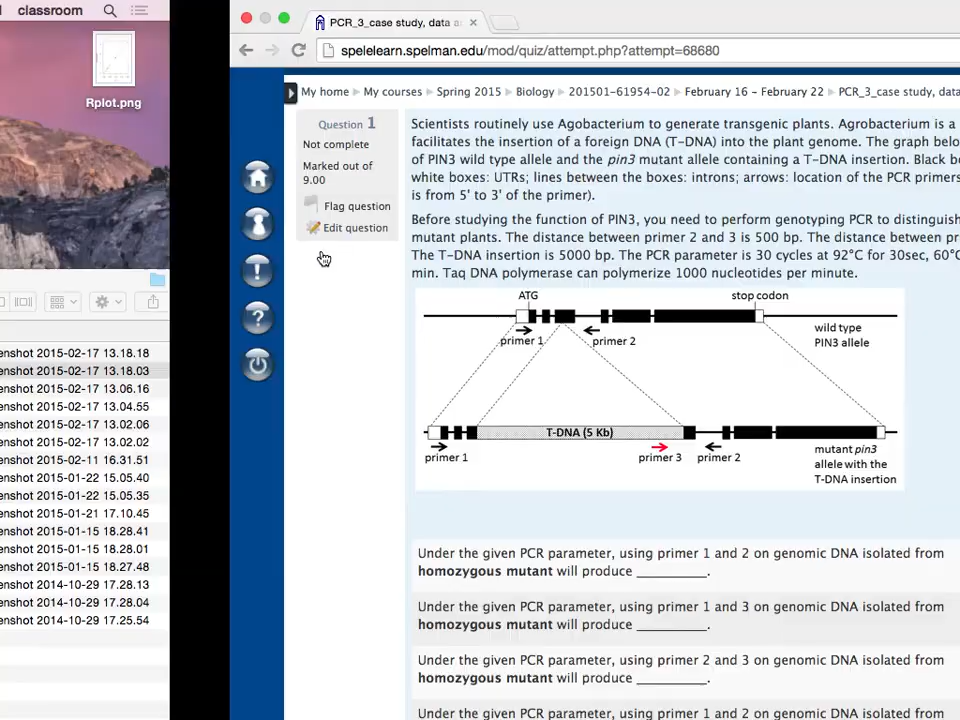 classroom
Rplot.png
enshot 2015-02-17 13.18.18
enshot 2015-02-17 13.18.03
enshot 2015-02-17 13.06.16
enshot 2015-02-17 13.04.55
enshot 2015-02-17 13.02.06
enshot 2015-02-17 13.02.02
enshot 2015-02-11 16.31.51
enshot 2015-01-22 15.05.40
enshot 2015-01-22 15.05.35
enshot 2015-01-21 17.10.45
enshot 2015-01-15 18.28.41
enshot 2015-01-15 18.28.01
enshot 2015-01-15 18.27.48
enshot 2014-10-29 17.28.13
enshot 2014-10-29 17.28.04
enshot 2014-10-29 17.25.54
PCR_3_case study, data a
spelelearn.spelman.edu/mod/quiz/attempt.php?attempt=68680
My home ▶ My courses ▶ Spring 2015 ▶ Biology ▶ 201501-61954-02 ▶ February 16 - February 22 ▶ PCR_3_case study, data
Question 1
Not complete
Marked out of
9.00
Flag question
Edit question
Scientists routinely use Agobacterium to generate transgenic plants. Agrobacterium is a
facilitates the insertion of a foreign DNA (T-DNA) into the plant genome. The graph below
of PIN3 wild type allele and the pin3 mutant allele containing a T-DNA insertion. Black bo
white boxes: UTRs; lines between the boxes: introns; arrows: location of the PCR primers
is from 5' to 3' of the primer).
Before studying the function of PIN3, you need to perform genotyping PCR to distinguish
mutant plants. The distance between primer 2 and 3 is 500 bp. The distance between pr
The T-DNA insertion is 5000 bp. The PCR parameter is 30 cycles at 92°C for 30sec, 60°C
min. Taq DNA polymerase can polymerize 1000 nucleotides per minute.
ATG
stop codon
primer 1
primer 2
wild type
PIN3 allele
T-DNA (5 Kb)
primer 1
primer 3
primer 2
mutant pin3
allele with the
T-DNA insertion
Under the given PCR parameter, using primer 1 and 2 on genomic DNA isolated from
homozygous mutant will produce __________.
Under the given PCR parameter, using primer 1 and 3 on genomic DNA isolated from
homozygous mutant will produce __________.
Under the given PCR parameter, using primer 2 and 3 on genomic DNA isolated from
homozygous mutant will produce __________.
Under the given PCR parameter, using primer 1 and 2 on genomic DNA isolated from